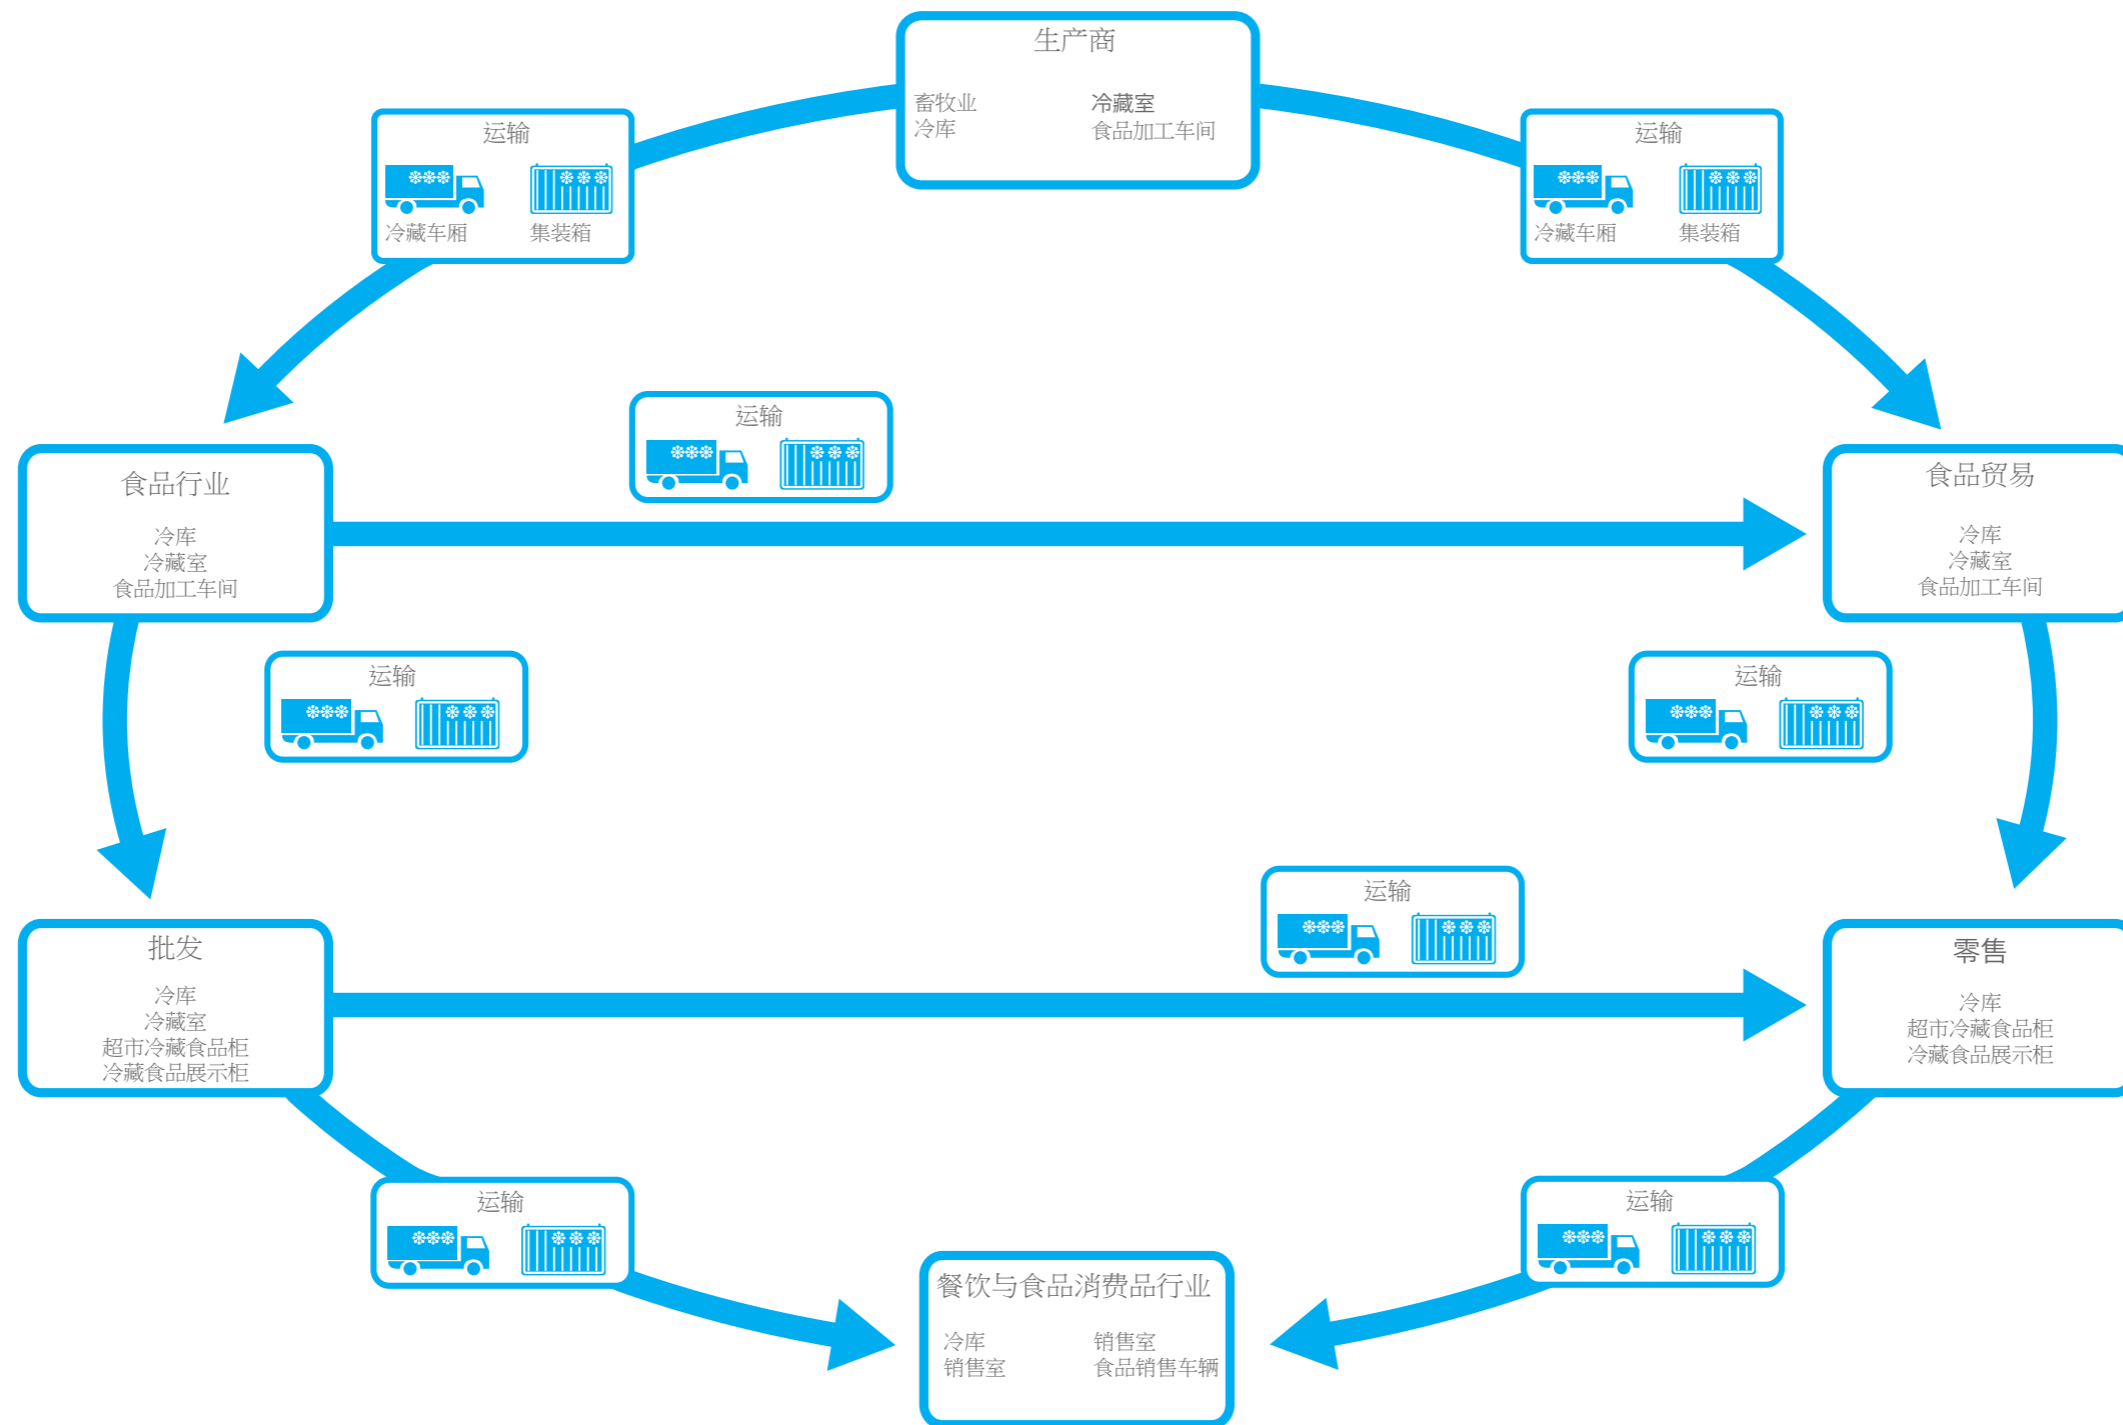 生产商
畜牧业
冷库
冷藏室
食品加工车间
运输
冷藏车厢
集装箱
运输
冷藏车厢
集装箱
运输
食品行业
冷库
冷藏室
食品加工车间
食品贸易
冷库
冷藏室
食品加工车间
运输
运输
运输
批发
冷库
冷藏室
超市冷藏食品柜
冷藏食品展示柜
零售
冷库
超市冷藏食品柜
冷藏食品展示柜
运输
运输
餐饮与食品消费品行业
冷库
销售室
销售室
食品销售车辆